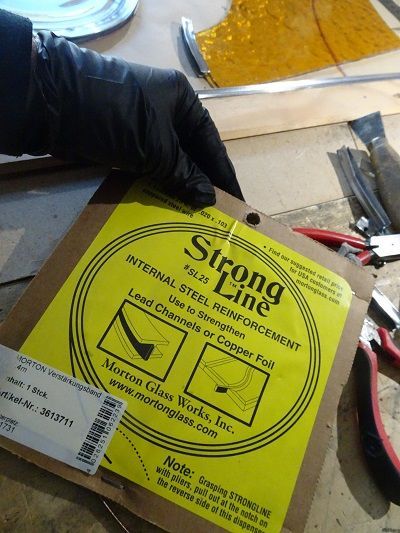 .020 x .103
• Find our suggested retail price
for USA customers at
mortonglass.com
Strong
Line
™
#SL25
INTERNAL STEEL REINFORCEMENT
Use to Strengthen
Lead Channels or Copper Foil
Morton Glass Works, Inc.
www.mortonglass.com
Note: Grasping STRONGLINE
with pliers, pull out at the notch on
the reverse side of this dispenser
MORTON Verstärkungsband
4m
Inhalt: 1 Stck.
Artikel-Nr.: 3613711